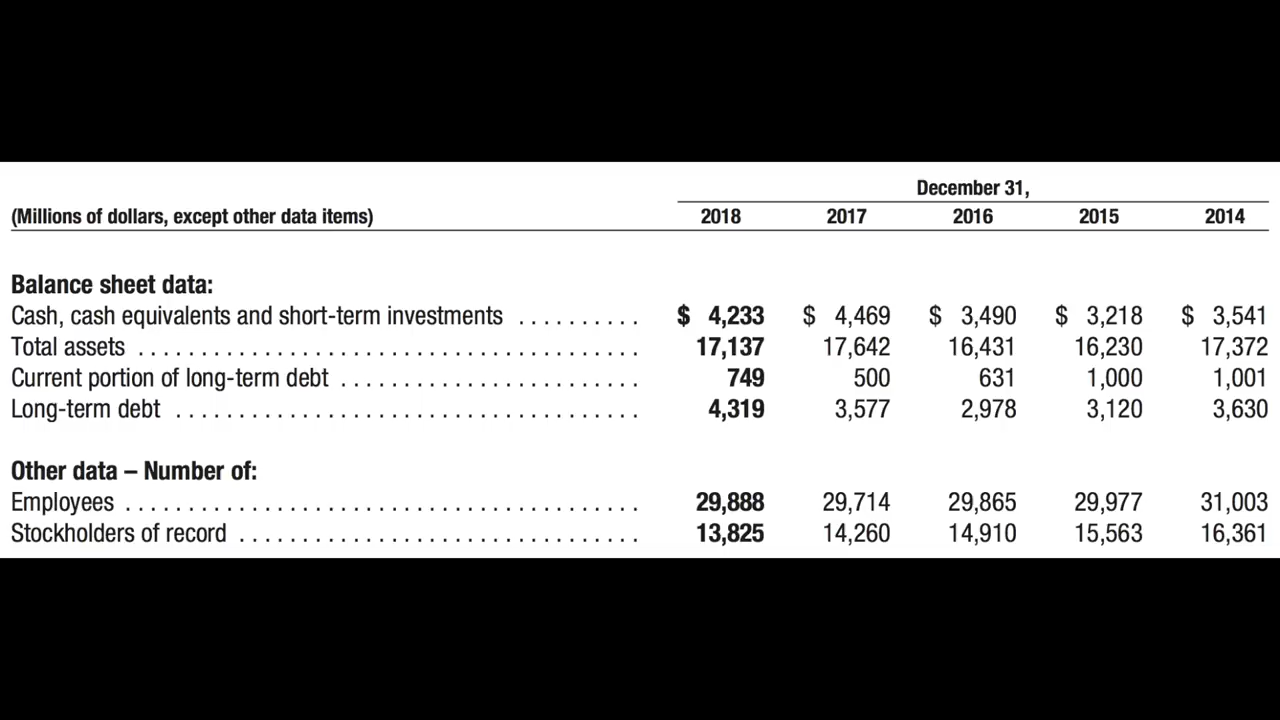 December 31,
(Millions of dollars, except other data items) 2018 2017 2016 2015 2014
Balance sheet data:
Cash, cash equivalents and short-term investments . . . . . . . . . . $ 4,233 $ 4,469 $ 3,490 $ 3,218 $ 3,541
Total assets . . . . . . . . . . . . . . . . . . . . . . . . . . . . . . . . . . . . . . . . 17,137 17,642 16,431 16,230 17,372
Current portion of long-term debt . . . . . . . . . . . . . . . . . . . . . . . . 749 500 631 1,000 1,001
Long-term debt . . . . . . . . . . . . . . . . . . . . . . . . . . . . . . . . . . . . . 4,319 3,577 2,978 3,120 3,630
Other data – Number of:
Employees . . . . . . . . . . . . . . . . . . . . . . . . . . . . . . . . . . . . . . . . . 29,888 29,714 29,865 29,977 31,003
Stockholders of record . . . . . . . . . . . . . . . . . . . . . . . . . . . . . . . . 13,825 14,260 14,910 15,563 16,361